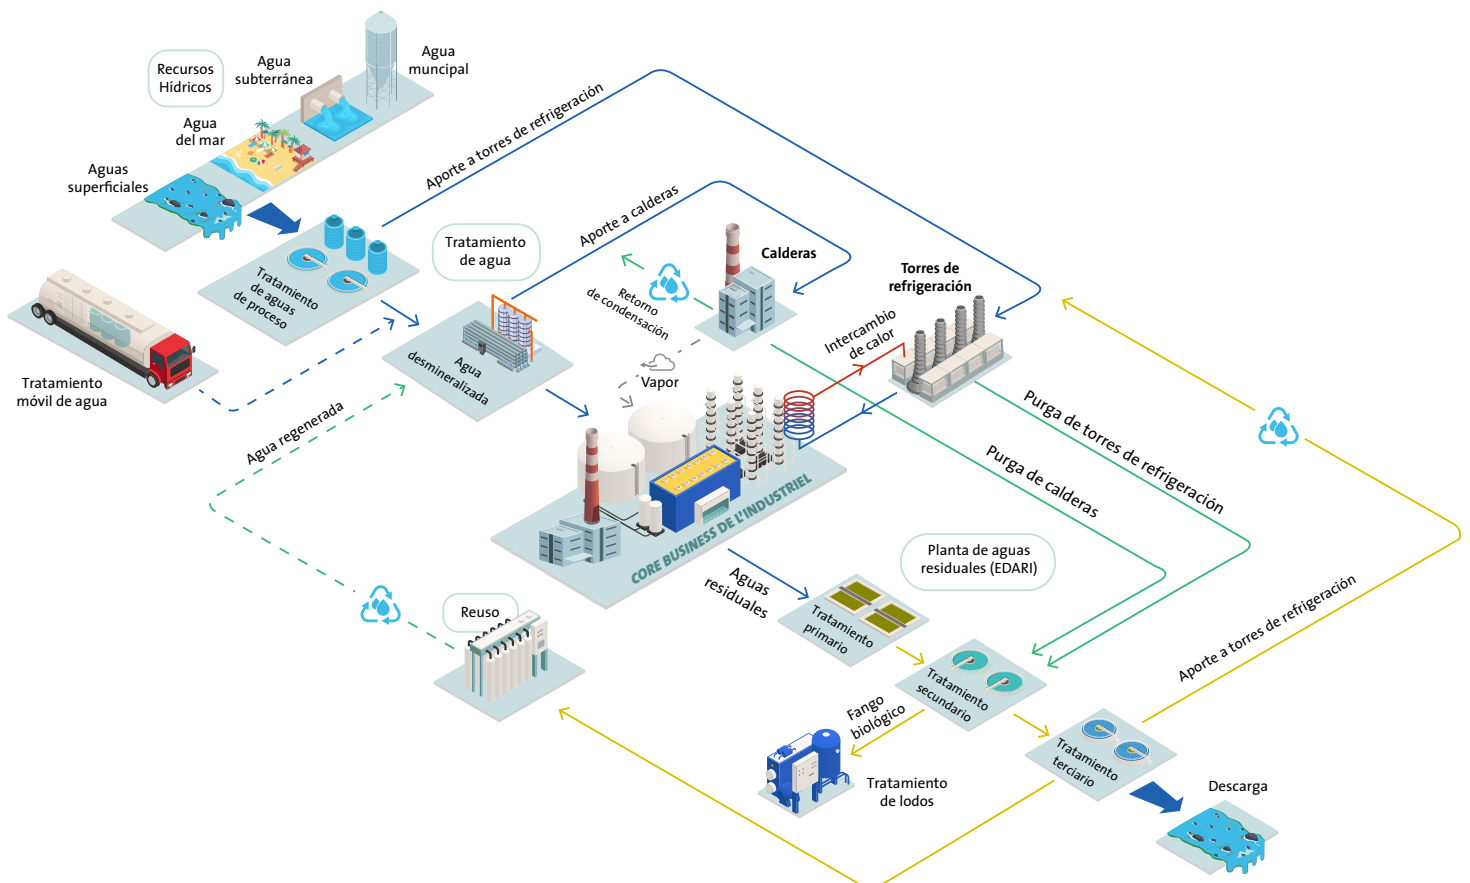 Recursos
Hídricos
Agua
subterránea
Agua
muncipal
Agua
del mar
Aguas
superficiales
Aporte a torres de refrigeración
Aporte a calderas
Tratamiento
de agua
Tratamiento
de aguas
de proceso
Calderas
Torres de
refrigeración
Retorno
de condensación
Intercambio
de calor
Vapor
Agua
desmineralizada
Tratamiento
móvil de agua
Agua regenerada
Purga de torres de refrigeración
Purga de calderas
CORE BUSINESS DE L'INDUSTRIEL
Planta de aguas
residuales (EDARI)
Aguas
residuales
Tratamiento
primario
Reuso
Tratamiento
secundario
Aporte a torres de refrigeración
Fango
biológico
Tratamiento
terciario
Tratamiento
de lodos
Descarga